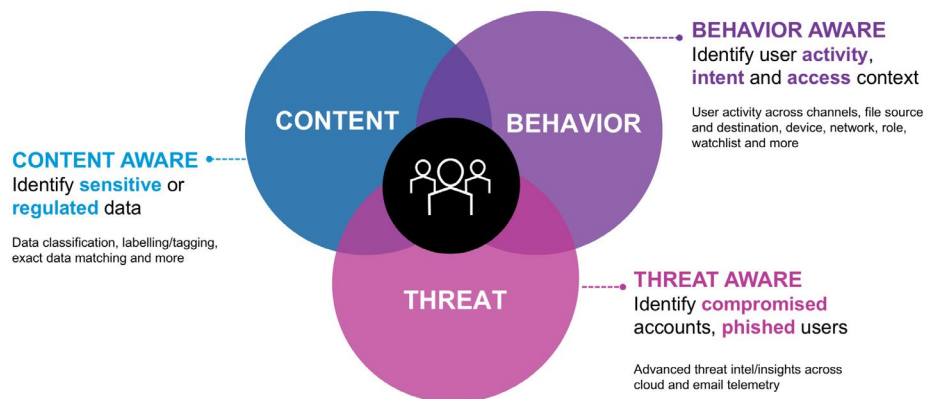 CONTENT
BEHAVIOR
THREAT
BEHAVIOR AWARE
Identify user activity,
intent and access context
User activity across channels, file source
and destination, device, network, role,
watchlist and more
CONTENT AWARE
Identify sensitive or
regulated data
Data classification, labelling/tagging,
exact data matching and more
THREAT AWARE
Identify compromised
accounts, phished users
Advanced threat intel/insights across
cloud and email telemetry